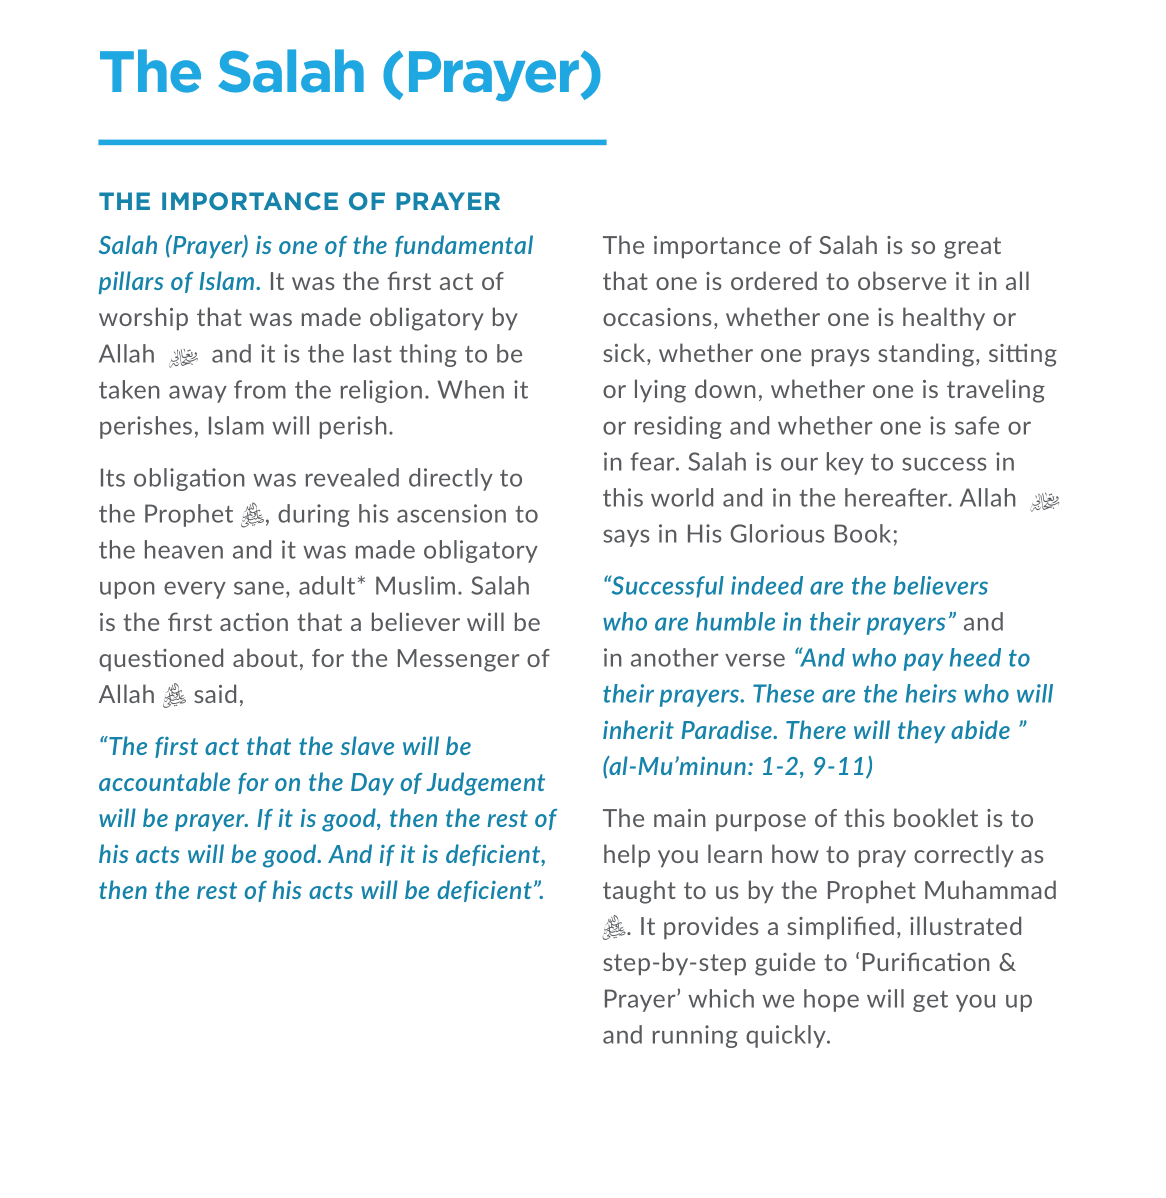 The Salah (Prayer)
THE IMPORTANCE OF PRAYER
Salah (Prayer) is one of the fundamental
pillars of Islam. It was the first act of
worship that was made obligatory by
Allah سبحانه وتعالى and it is the last thing to be
taken away from the religion. When it
perishes, Islam will perish.
Its obligation was revealed directly to
the Prophet ﷺ, during his ascension to
the heaven and it was made obligatory
upon every sane, adult* Muslim. Salah
is the first action that a believer will be
questioned about, for the Messenger of
Allah ﷺ said,
“The first act that the slave will be
accountable for on the Day of Judgement
will be prayer. If it is good, then the rest of
his acts will be good. And if it is deficient,
then the rest of his acts will be deficient”.
The importance of Salah is so great
that one is ordered to observe it in all
occasions, whether one is healthy or
sick, whether one prays standing, sitting
or lying down, whether one is traveling
or residing and whether one is safe or
in fear. Salah is our key to success in
this world and in the hereafter. Allah سبحانه وتعالى
says in His Glorious Book;
“Successful indeed are the believers
who are humble in their prayers” and
in another verse “And who pay heed to
their prayers. These are the heirs who will
inherit Paradise. There will they abide ”
(al-Mu’minun: 1-2, 9-11)
The main purpose of this booklet is to
help you learn how to pray correctly as
taught to us by the Prophet Muhammad
ﷺ. It provides a simplified, illustrated
step-by-step guide to ‘Purification &
Prayer’ which we hope will get you up
and running quickly.